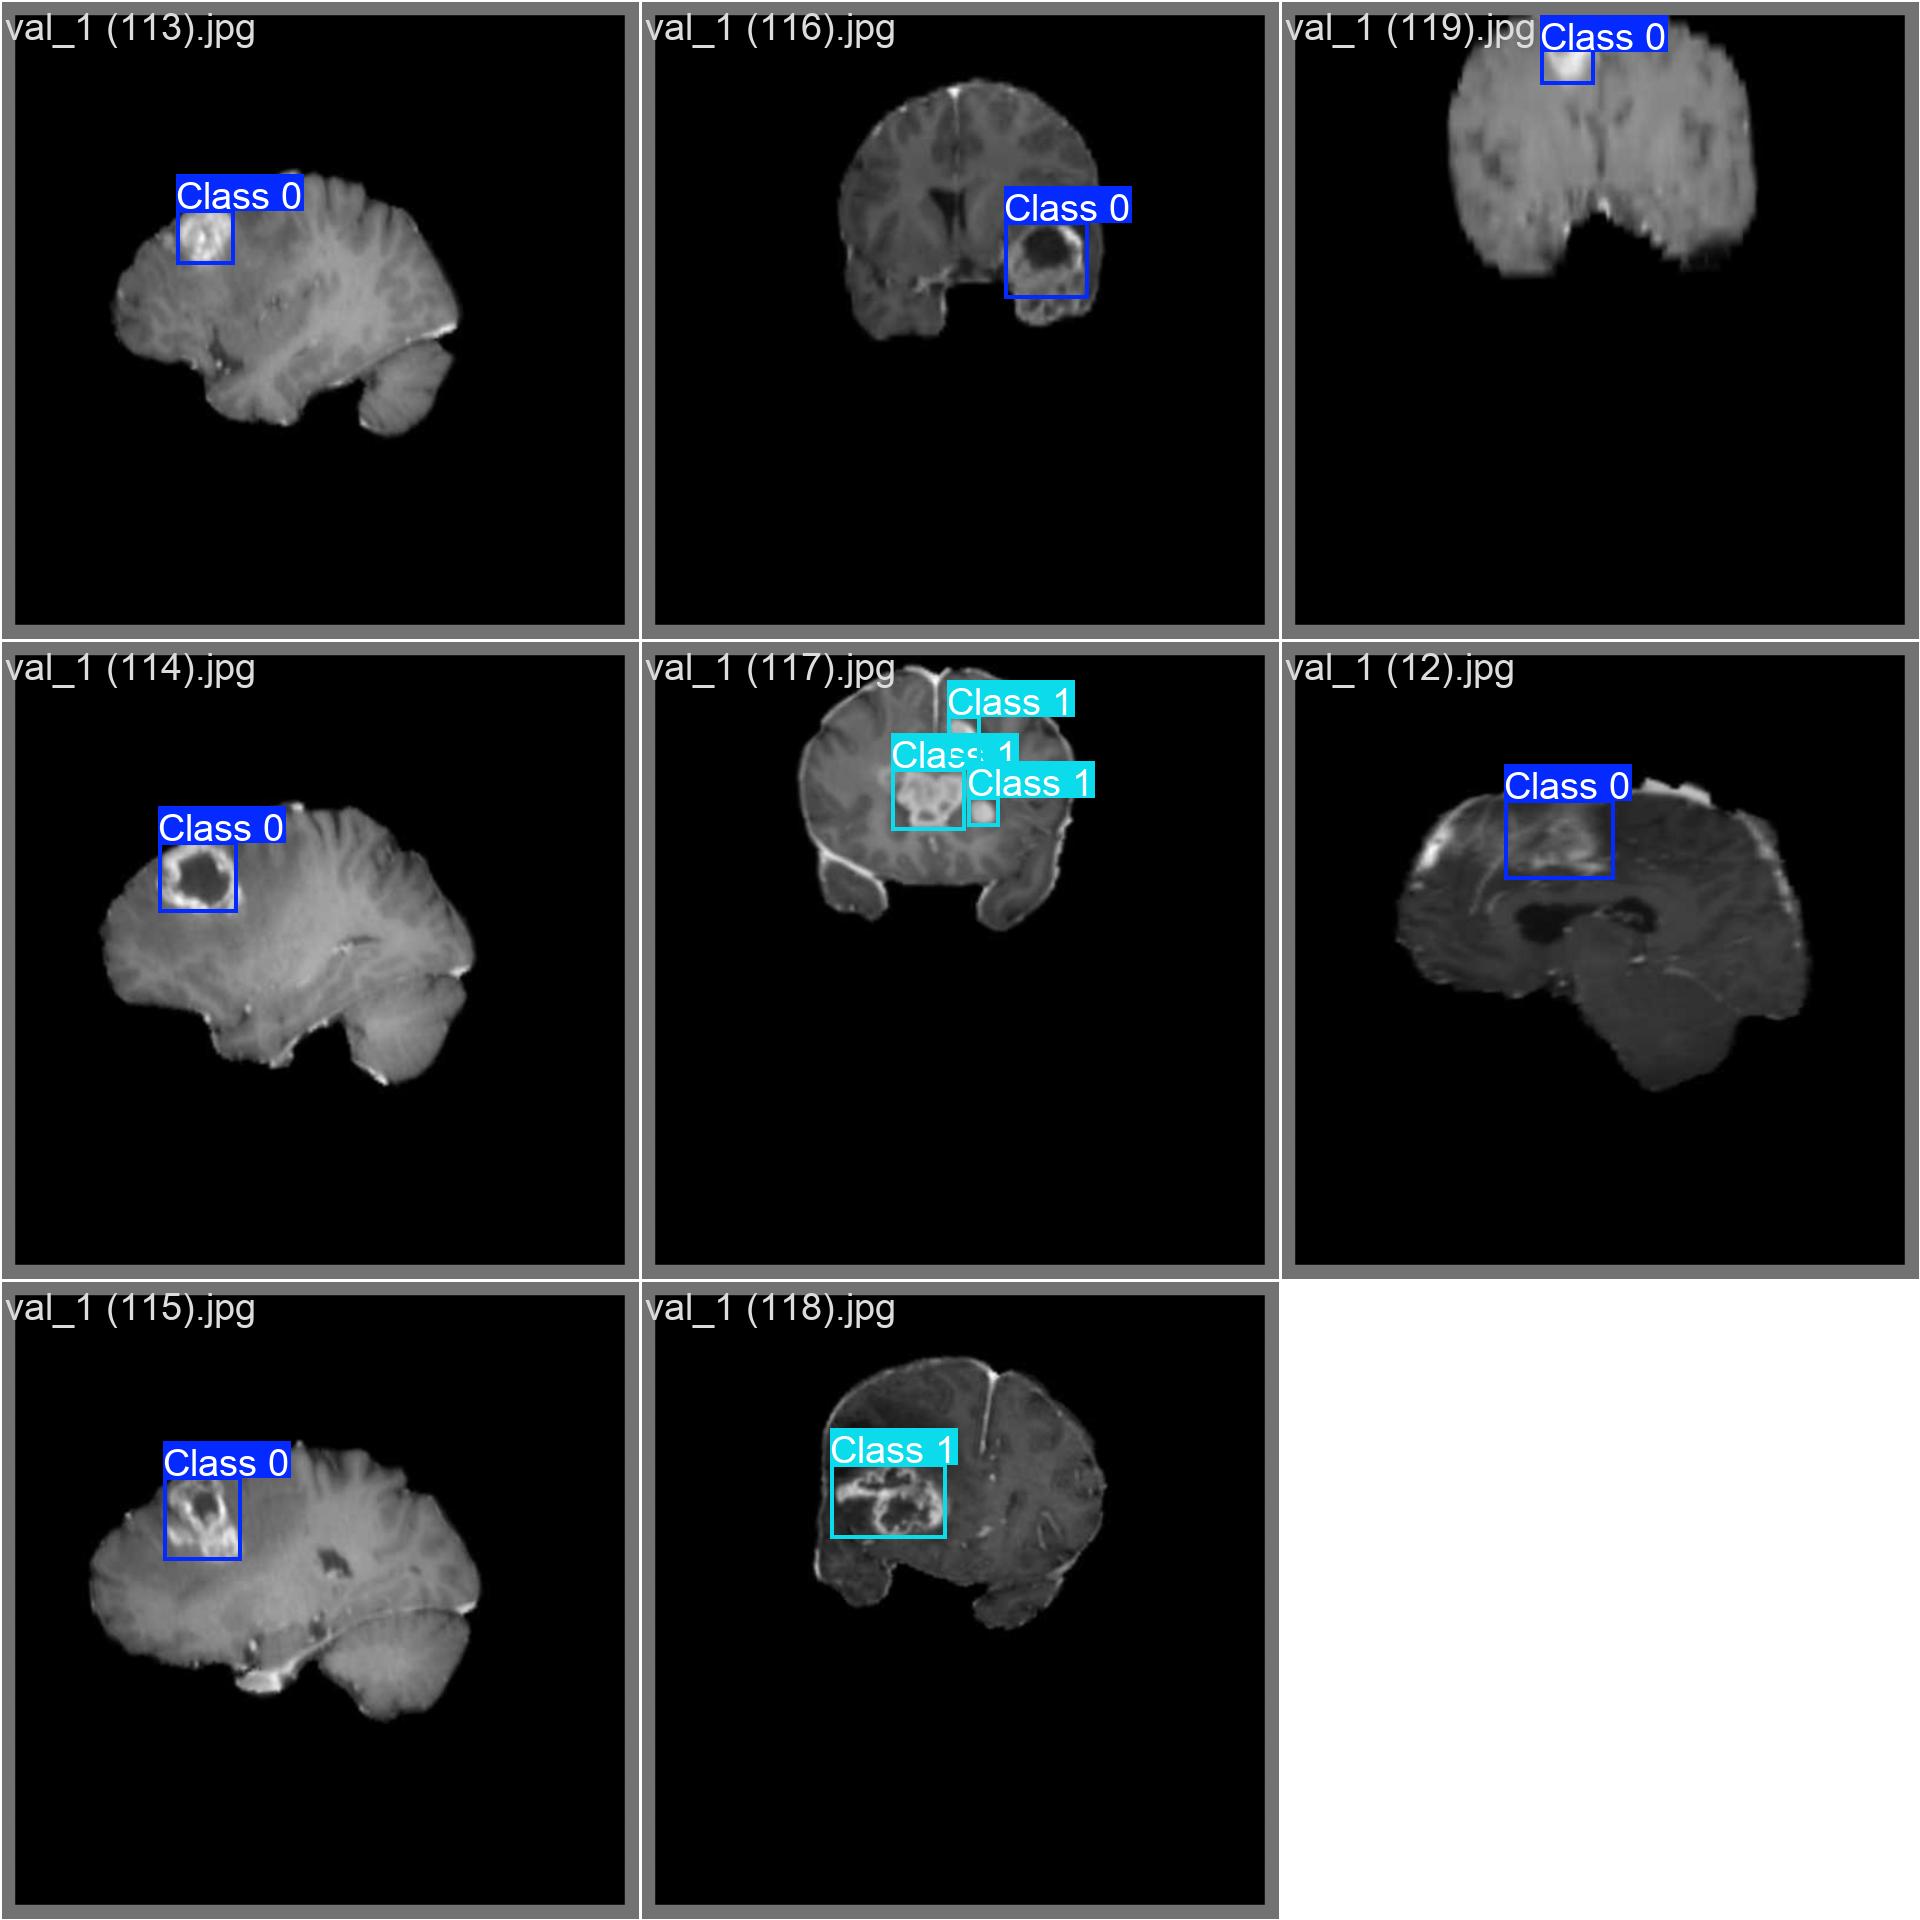 val_1 (113).jpg
Class 0
val_1 (116).jpg
Class 0
val_1 (119).jpg
Class 0
val_1 (114).jpg
Class 0
val_1 (117).jpg
Class 1
Class 1
Class 1
val_1 (12).jpg
Class 0
val_1 (115).jpg
Class 0
val_1 (118).jpg
Class 1